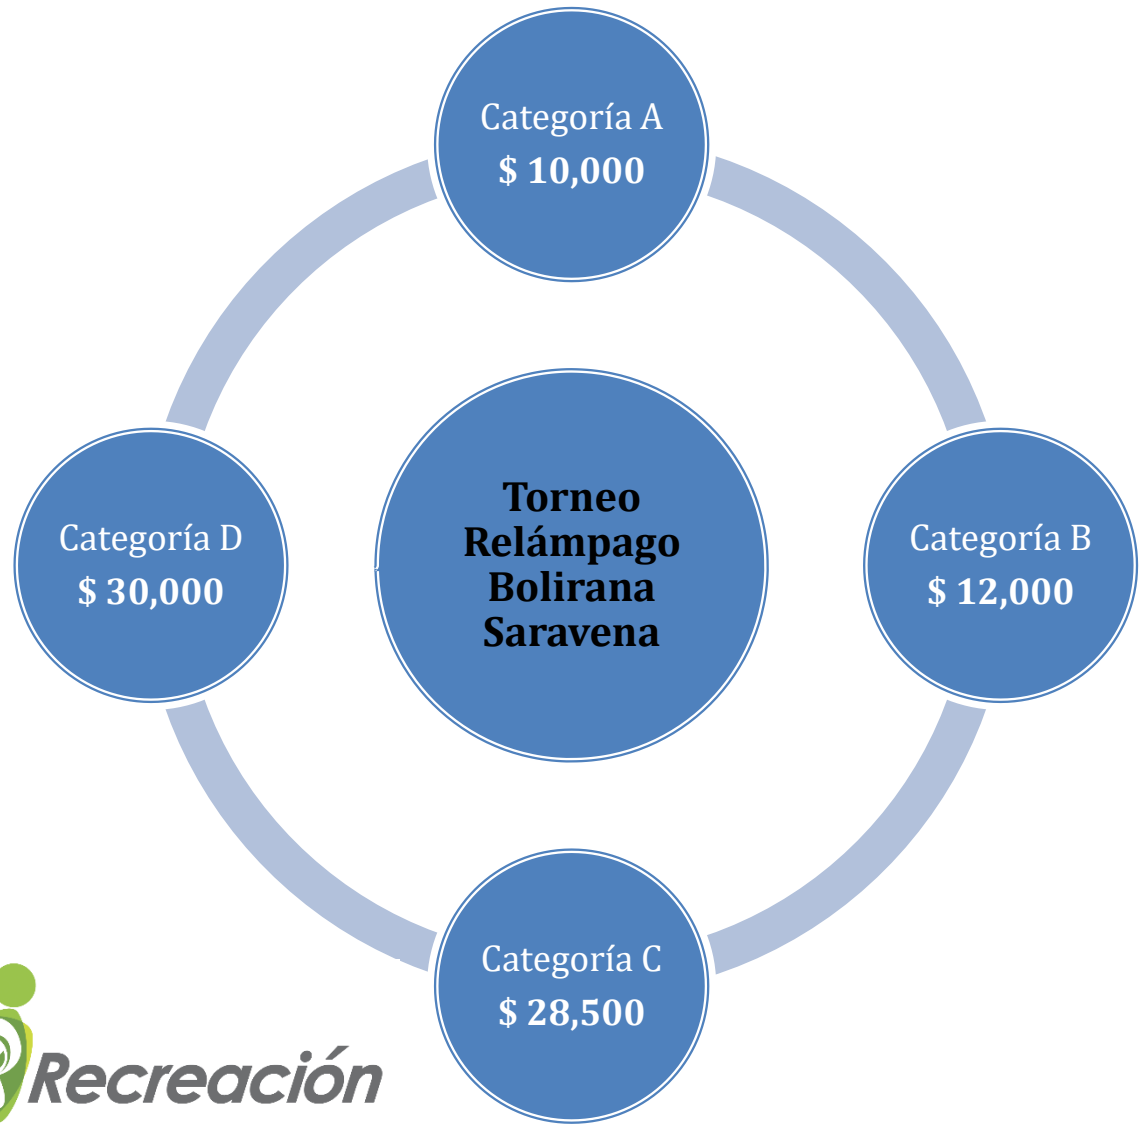 Categoría A
$ 10,000
Torneo
Relámpago
Bolirana
Saravena
Categoría B
$ 12,000
Categoría C
$ 28,500
Categoría D
$ 30,000
Recreación